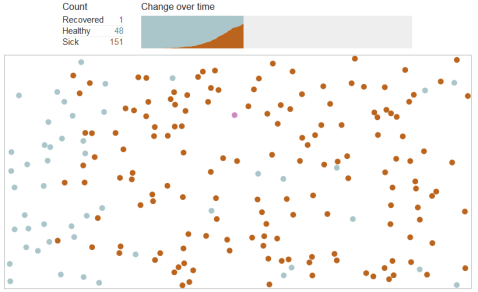 Count
Recovered 1
Healthy 48
Sick 151
Change over time